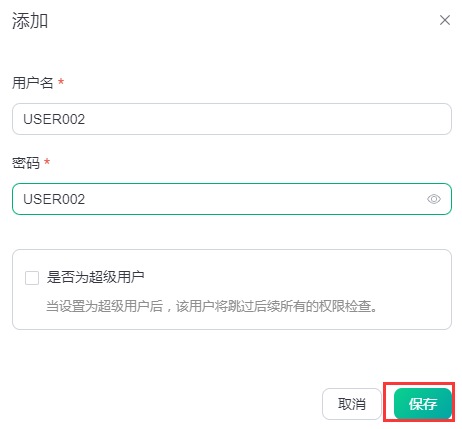 添加
用户名 *
USER002
密码 *
USER002
是否为超级用户
当设置为超级用户后，该用户将跳过后续所有的权限检查。
取消
保存